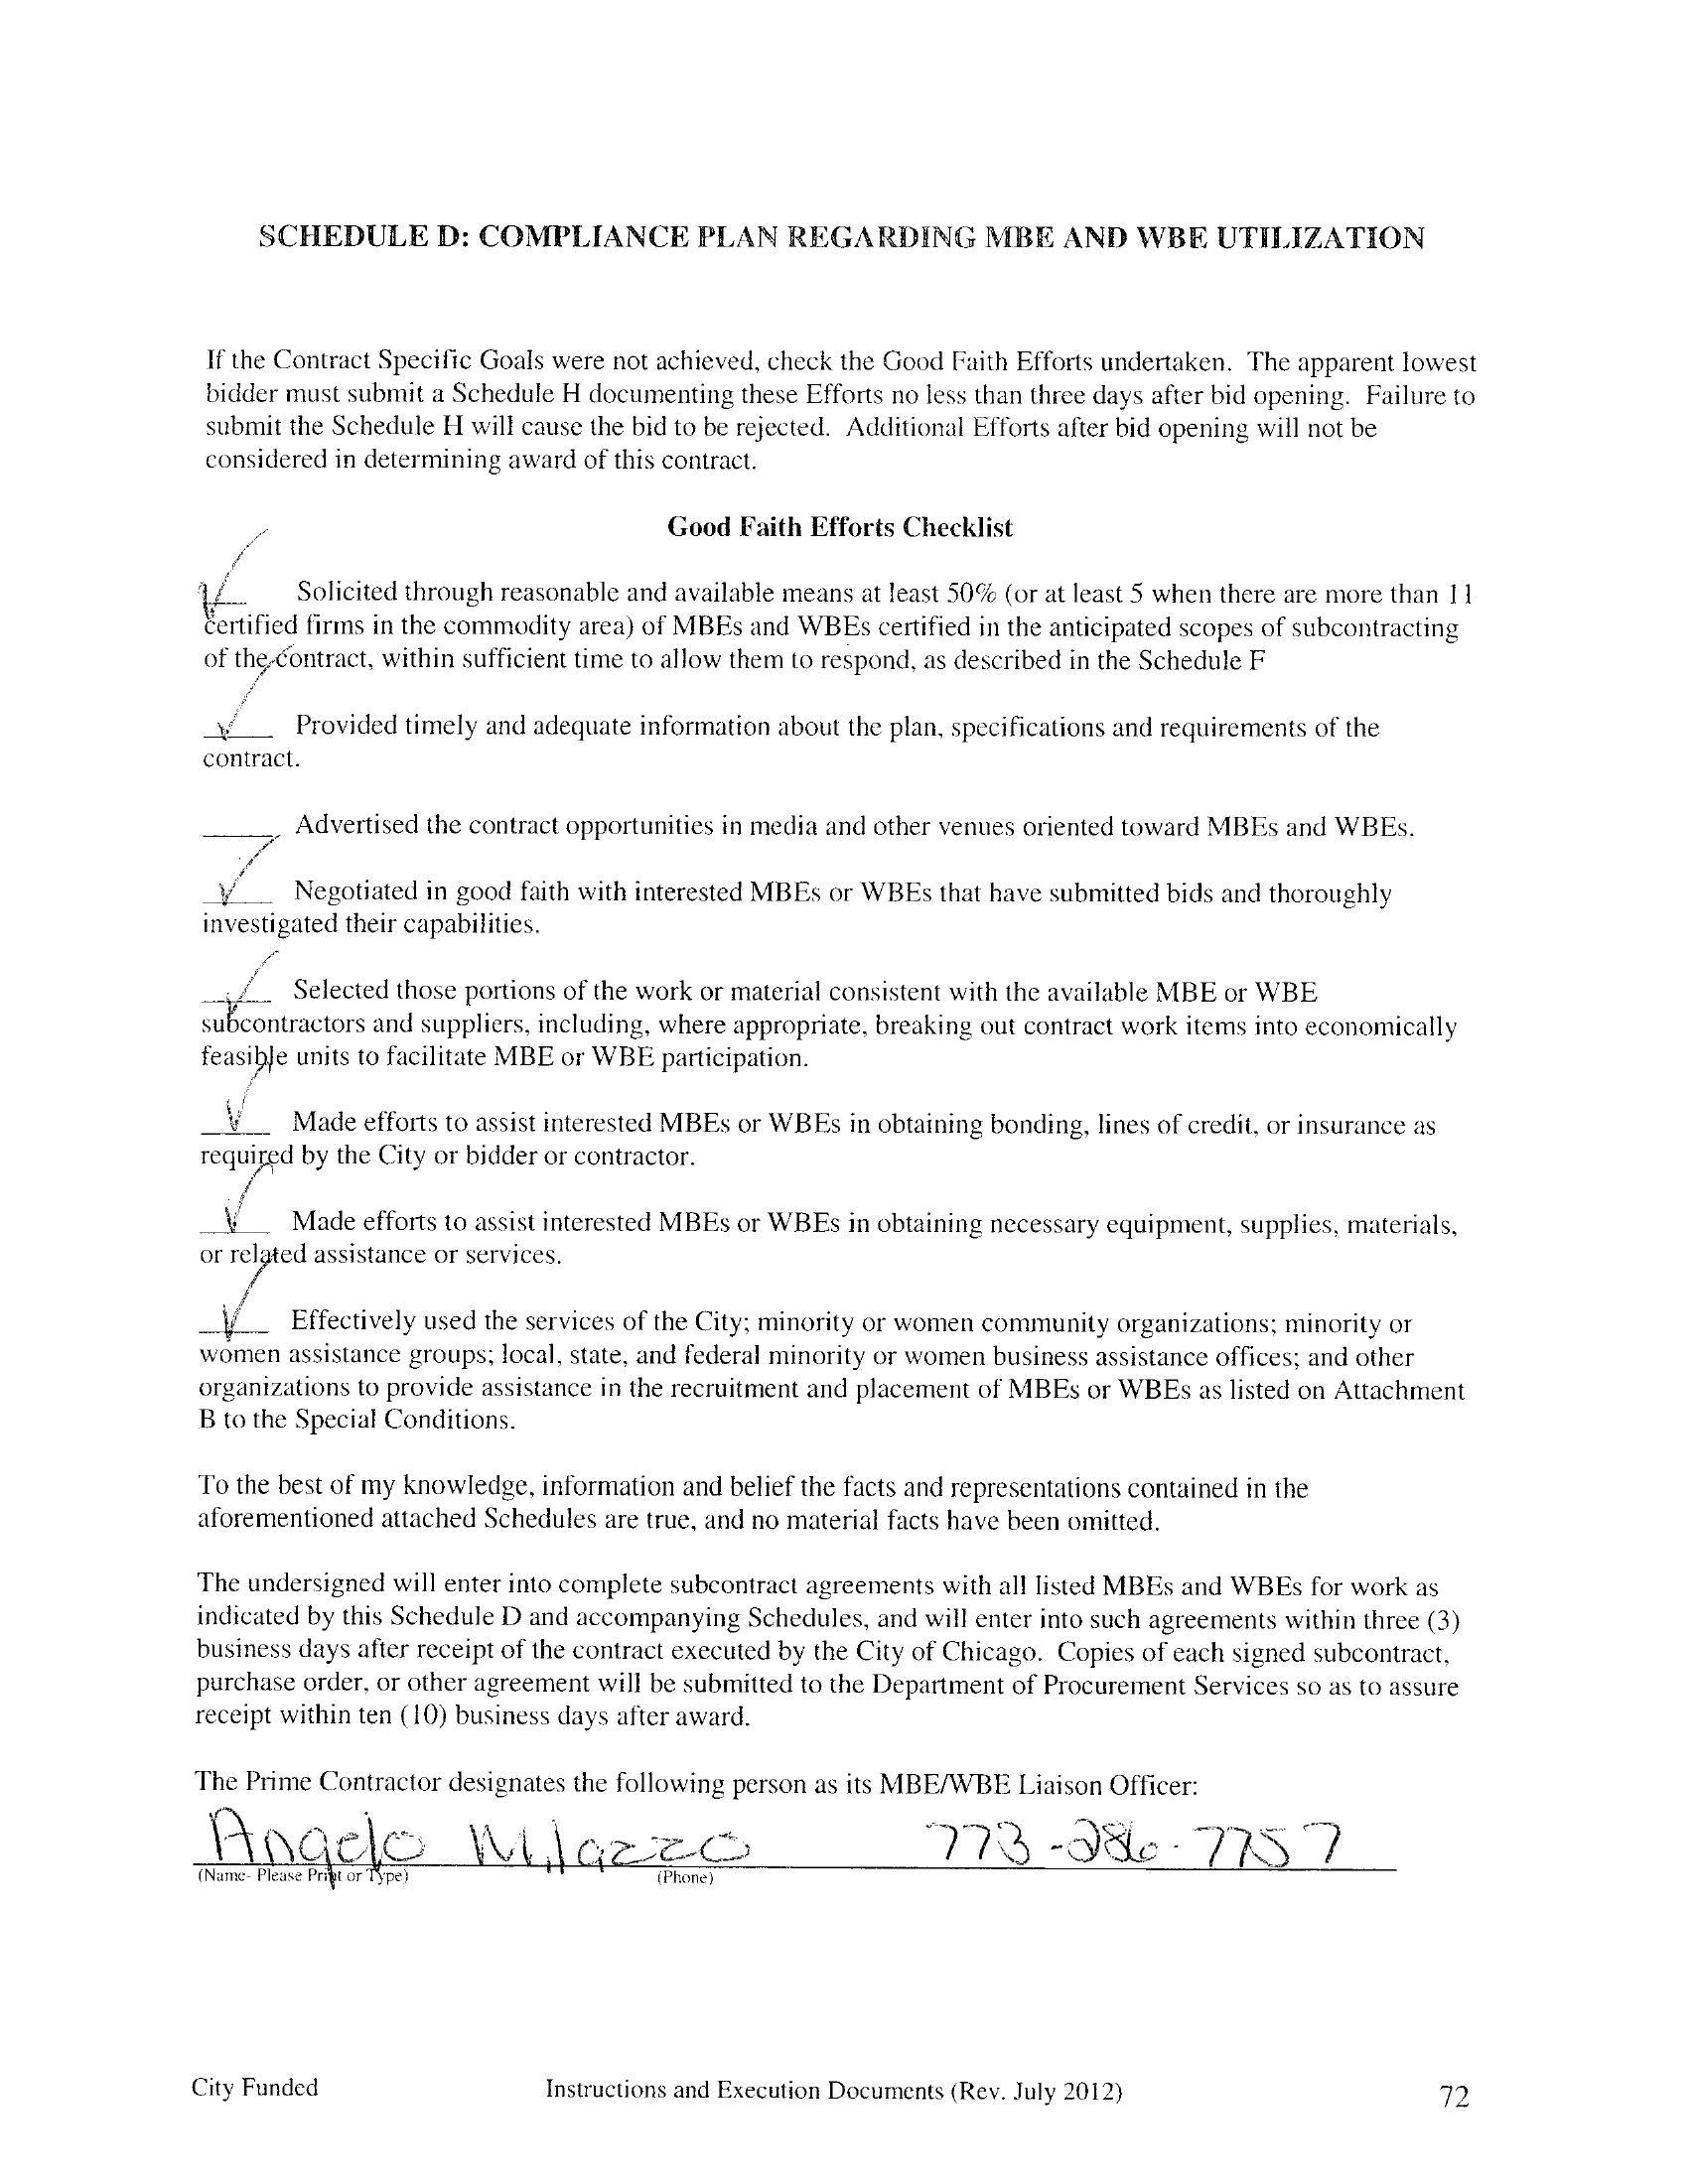 SCHEDULE D: COMPLIANCE PLAN REGARDING MBE AND WBE UTILIZATION
If the Contract Specific Goals were not achieved, check the Good Faith Efforts undertaken. The apparent lowest
bidder must submit a Schedule H documenting these Efforts no less than three days after bid opening. Failure to
submit the Schedule H will cause the bid to be rejected. Additional Efforts after bid opening will not be
considered in determining award of this contract.
Good Faith Efforts Checklist
Solicited through reasonable and available means at least 50% (or at least 5 when there are more than 11
certified firms in the commodity area) of MBEs and WBEs certified in the anticipated scopes of subcontracting
of the contract, within sufficient time to allow them to respond, as described in the Schedule F
Provided timely and adequate information about the plan, specifications and requirements of the
contract.
Advertised the contract opportunities in media and other venues oriented toward MBEs and WBEs.
Negotiated in good faith with interested MBEs or WBEs that have submitted bids and thoroughly
investigated their capabilities.
Selected those portions of the work or material consistent with the available MBE or WBE
subcontractors and suppliers, including, where appropriate, breaking out contract work items into economically
feasible units to facilitate MBE or WBE participation.
Made efforts to assist interested MBEs or WBEs in obtaining bonding, lines of credit, or insurance as
required by the City or bidder or contractor.
Made efforts to assist interested MBEs or WBEs in obtaining necessary equipment, supplies, materials,
or related assistance or services.
Effectively used the services of the City; minority or women community organizations; minority or
women assistance groups; local, state, and federal minority or women business assistance offices; and other
organizations to provide assistance in the recruitment and placement of MBEs or WBEs as listed on Attachment
B to the Special Conditions.
To the best of my knowledge, information and belief the facts and representations contained in the
aforementioned attached Schedules are true, and no material facts have been omitted.
The undersigned will enter into complete subcontract agreements with all listed MBEs and WBEs for work as
indicated by this Schedule D and accompanying Schedules, and will enter into such agreements within three (3)
business days after receipt of the contract executed by the City of Chicago. Copies of each signed subcontract,
purchase order, or other agreement will be submitted to the Department of Procurement Services so as to assure
receipt within ten (10) business days after award.
The Prime Contractor designates the following person as its MBE/WBE Liaison Officer:
Angelo Milazzo 773-286-7757
(Name- Please Print or Type) (Phone)
City Funded Instructions and Execution Documents (Rev. July 2012) 72